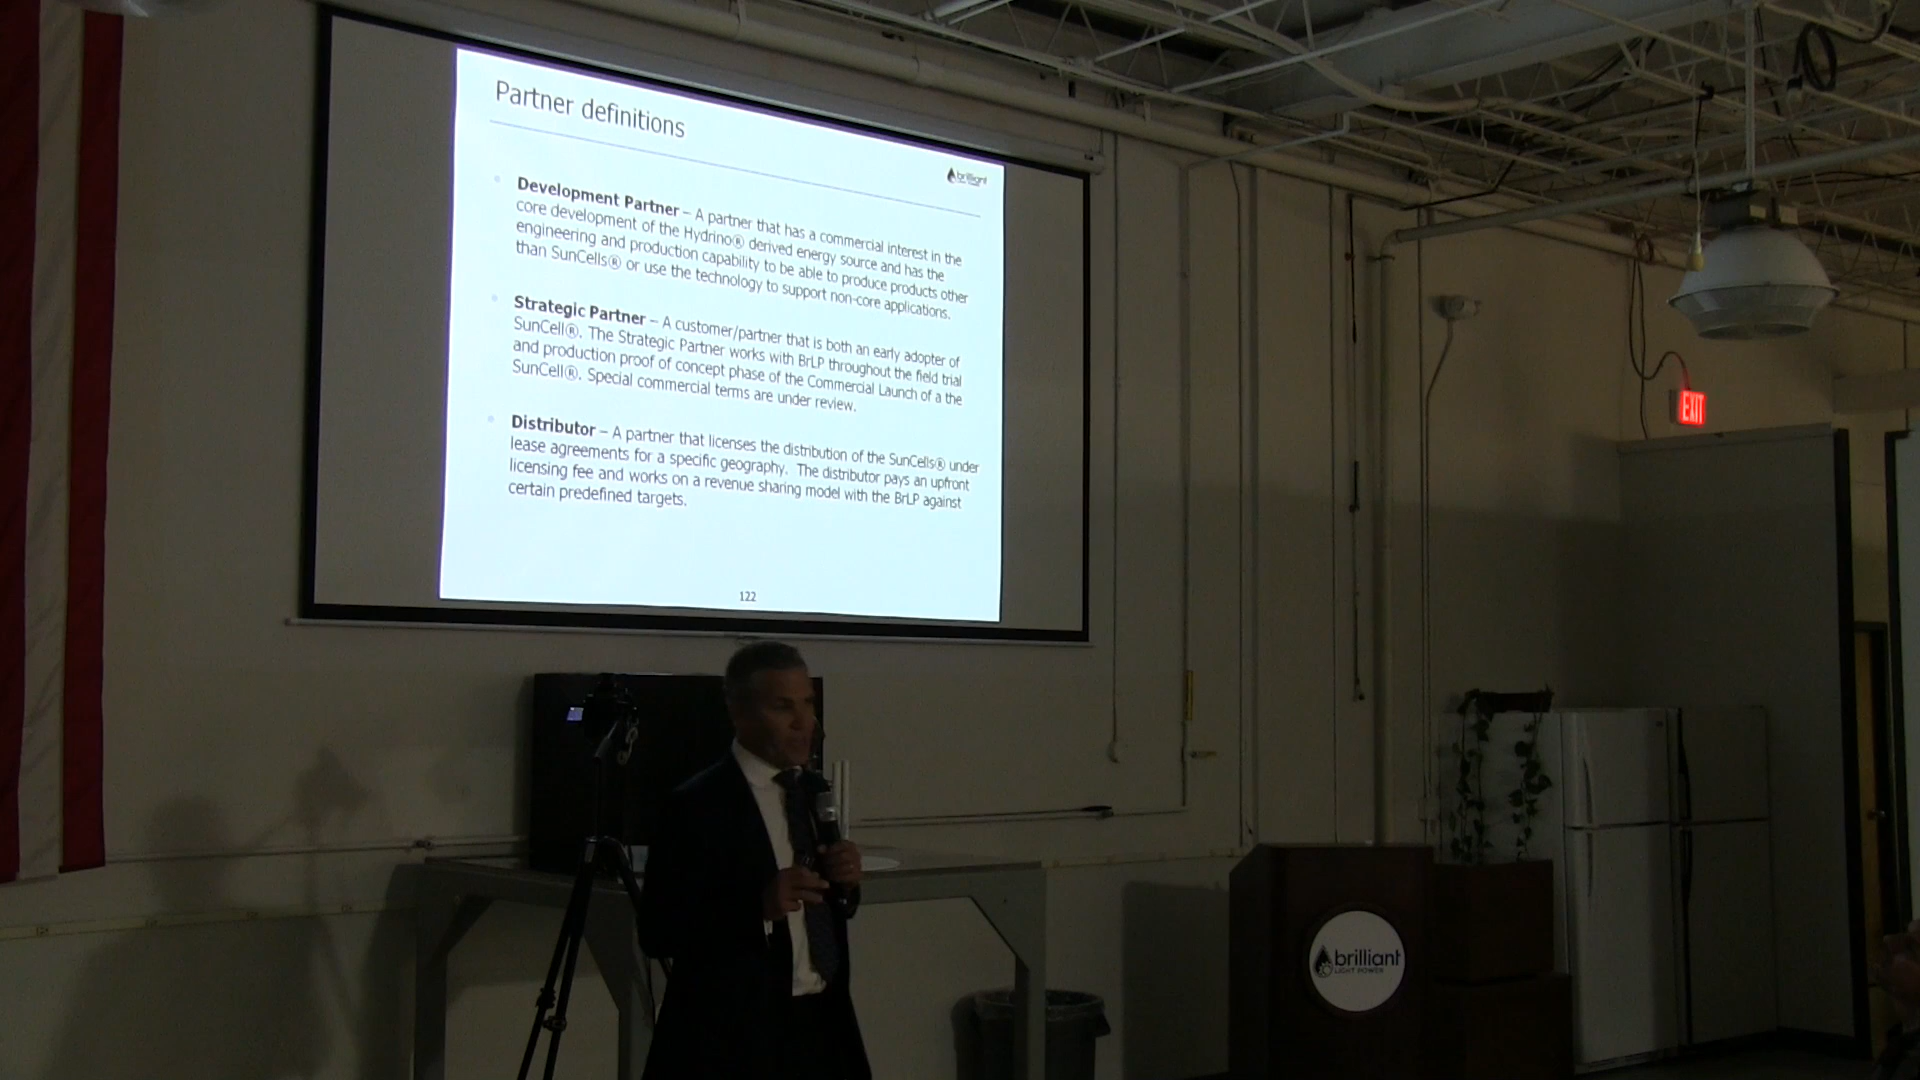 Partner definitions
brilliant
Development Partner – A partner that has a commercial interest in the
core development of the Hydrino® derived energy source and has the
engineering and production capability to be able to produce products other
than SunCells® or use the technology to support non-core applications.
Strategic Partner – A customer/partner that is both an early adopter of
SunCell®. The Strategic Partner works with BrLP throughout the field trial
and production proof of concept phase of the Commercial Launch of a the
SunCell®. Special commercial terms are under review.
Distributor – A partner that licenses the distribution of the SunCells® under
lease agreements for a specific geography. The distributor pays an upfront
licensing fee and works on a revenue sharing model with the BrLP against
certain predefined targets.
122
EXIT
brilliant
LIGHT POWER